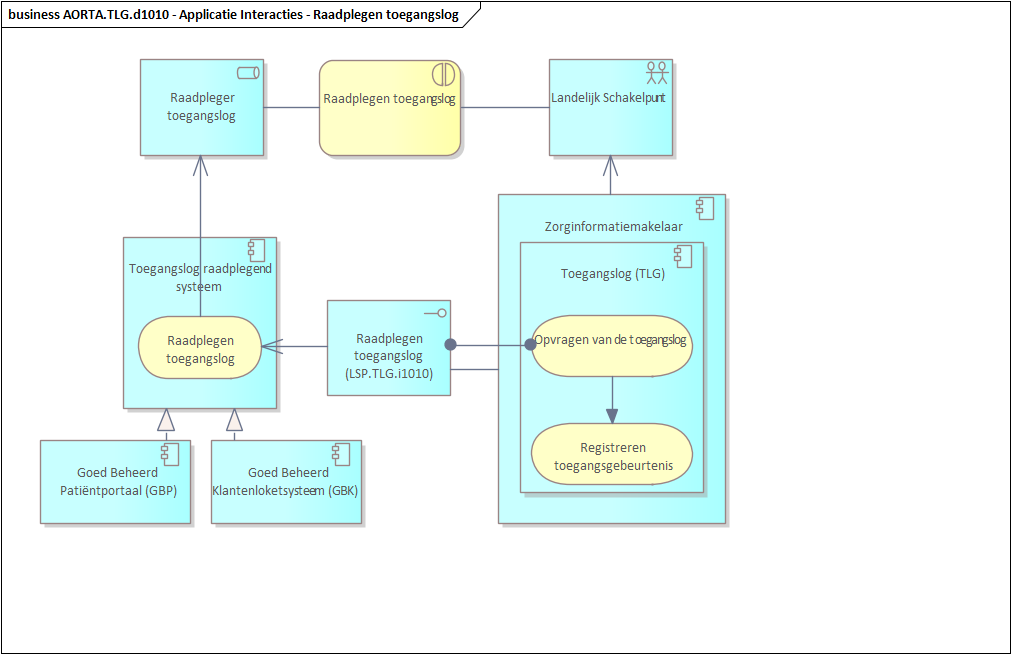 business AORTA.TLG.d1010 - Applicatie Interacties - Raadplegen toegangslog
Raadpleger
toegangslog
Raadplegen toegangslog
Landelijk Schakelpunt
Zorginformatiemakelaar
Toegangslog raadplegend
systeem
Toegangslog (TLG)
Raadplegen
toegangslog
Raadplegen
toegangslog
(LSP.TLG.i1010)
Opvragen van de toegangslog
Registreren
toegangsgebeurtenis
Goed Beheerd
Patiëntportaal (GBP)
Goed Beheerd
Klantenloketsysteem (GBK)